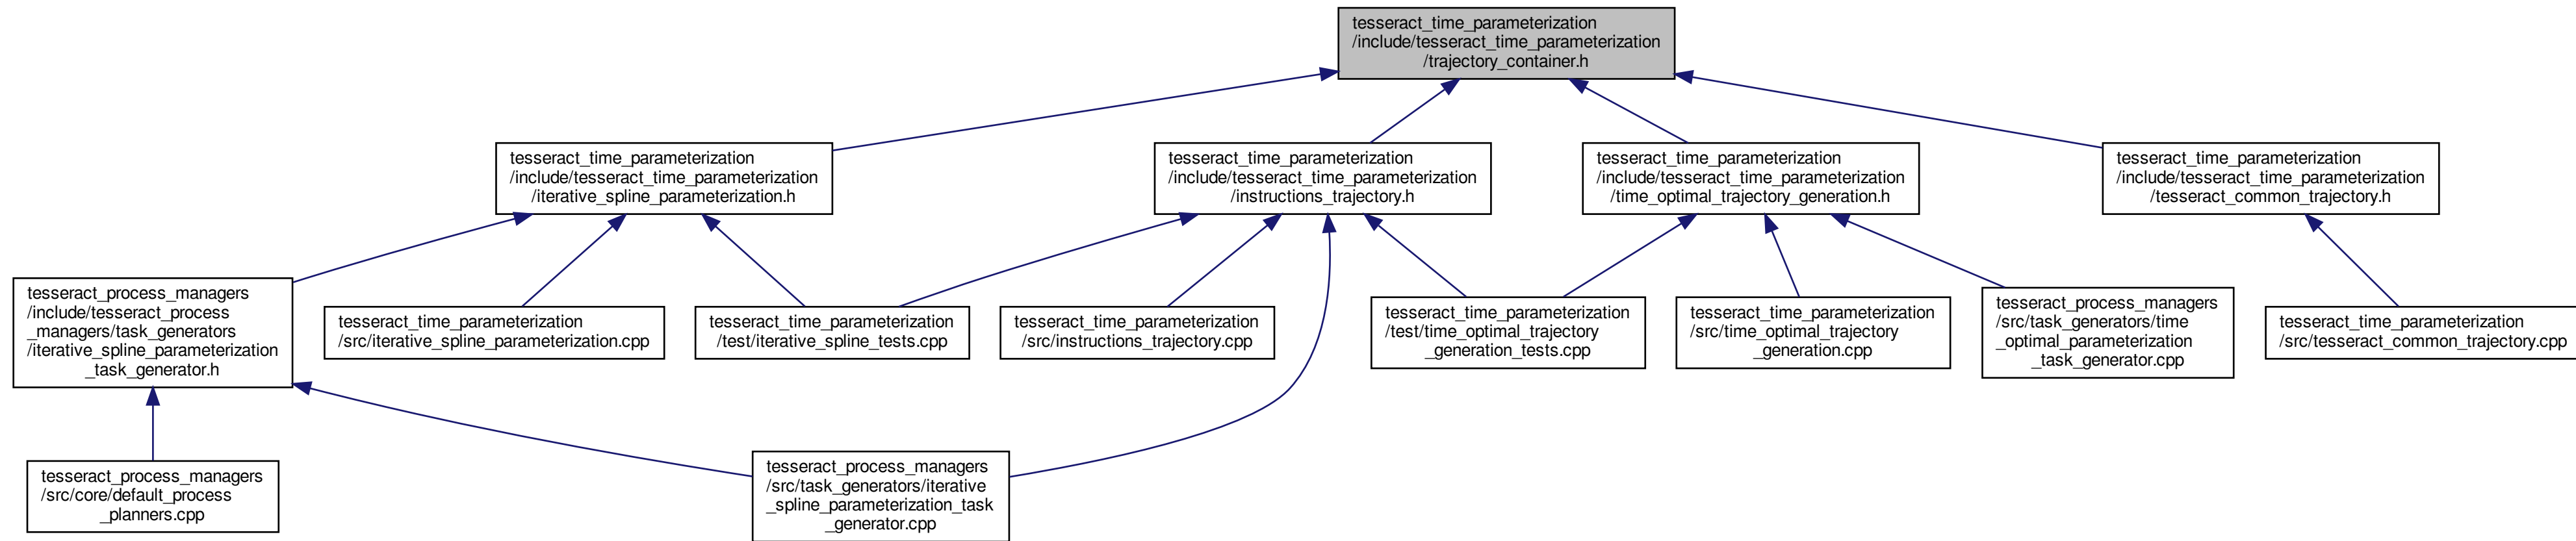 tesseract_time_parameterization
/include/tesseract_time_parameterization
/trajectory_container.h
tesseract_time_parameterization
/include/tesseract_time_parameterization
/iterative_spline_parameterization.h
tesseract_time_parameterization
/include/tesseract_time_parameterization
/instructions_trajectory.h
tesseract_time_parameterization
/include/tesseract_time_parameterization
/time_optimal_trajectory_generation.h
tesseract_time_parameterization
/include/tesseract_time_parameterization
/tesseract_common_trajectory.h
tesseract_process_managers
/include/tesseract_process
_managers/task_generators
/iterative_spline_parameterization
_task_generator.h
tesseract_time_parameterization
/src/iterative_spline_parameterization.cpp
tesseract_time_parameterization
/test/iterative_spline_tests.cpp
tesseract_time_parameterization
/src/instructions_trajectory.cpp
tesseract_time_parameterization
/test/time_optimal_trajectory
_generation_tests.cpp
tesseract_time_parameterization
/src/time_optimal_trajectory
_generation.cpp
tesseract_process_managers
/src/task_generators/time
_optimal_parameterization
_task_generator.cpp
tesseract_time_parameterization
/src/tesseract_common_trajectory.cpp
tesseract_process_managers
/src/core/default_process
_planners.cpp
tesseract_process_managers
/src/task_generators/iterative
_spline_parameterization_task
_generator.cpp